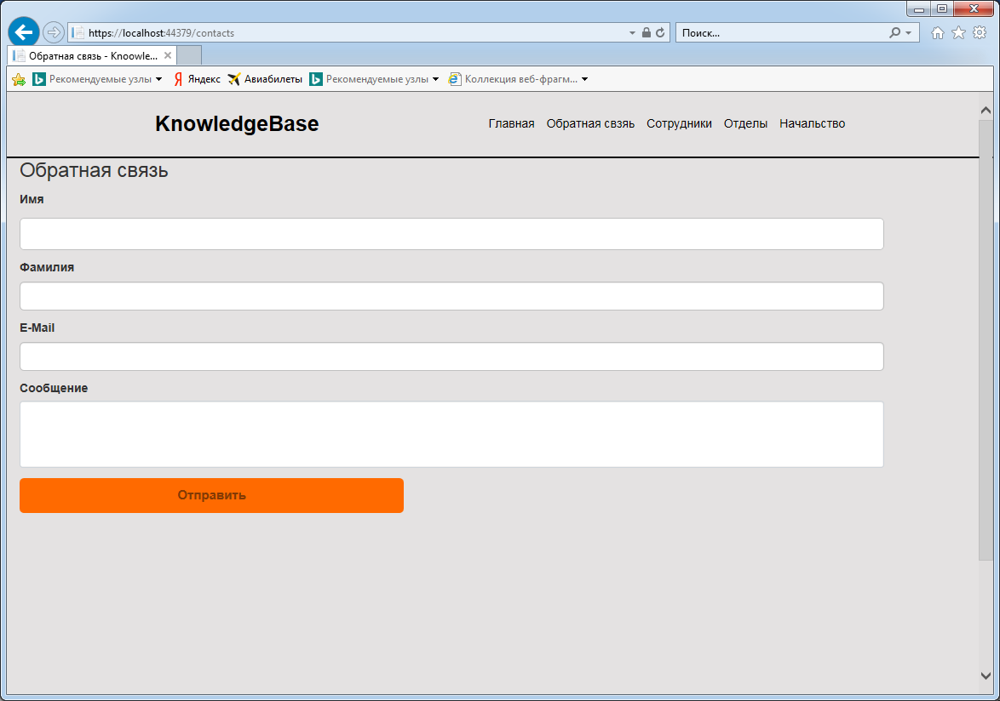 https://localhost:44379/contacts
Поиск...
Обратная связь - Knoowle...
Рекомендуемые узлы
Яндекс
Авиабилеты
Рекомендуемые узлы
Коллекция веб-фрагм...
KnowledgeBase
Главная Обратная свзяь Сотрудники Отделы Начальство
Обратная связь
Имя
Фамилия
E-Mail
Сообщение
Отправить